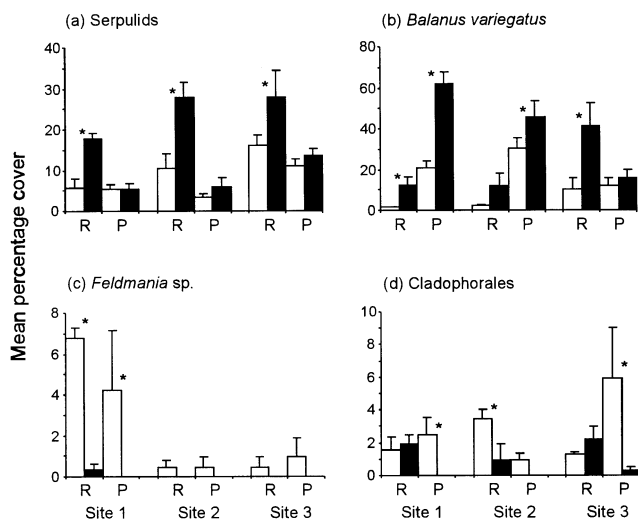 (a) Serpulids
(b) Balanus variegatus
40
30
20
10
0
* * *
R P R P R P
80
60
40
20
0
* * * *
R P R P R P
Mean percentage cover
(c) Feldmania sp.
(d) Cladophorales
8
6
4
2
0
* *
R P R P R P
Site 1 Site 2 Site 3
10
8
6
4
2
0
* * *
R P R P R P
Site 1 Site 2 Site 3